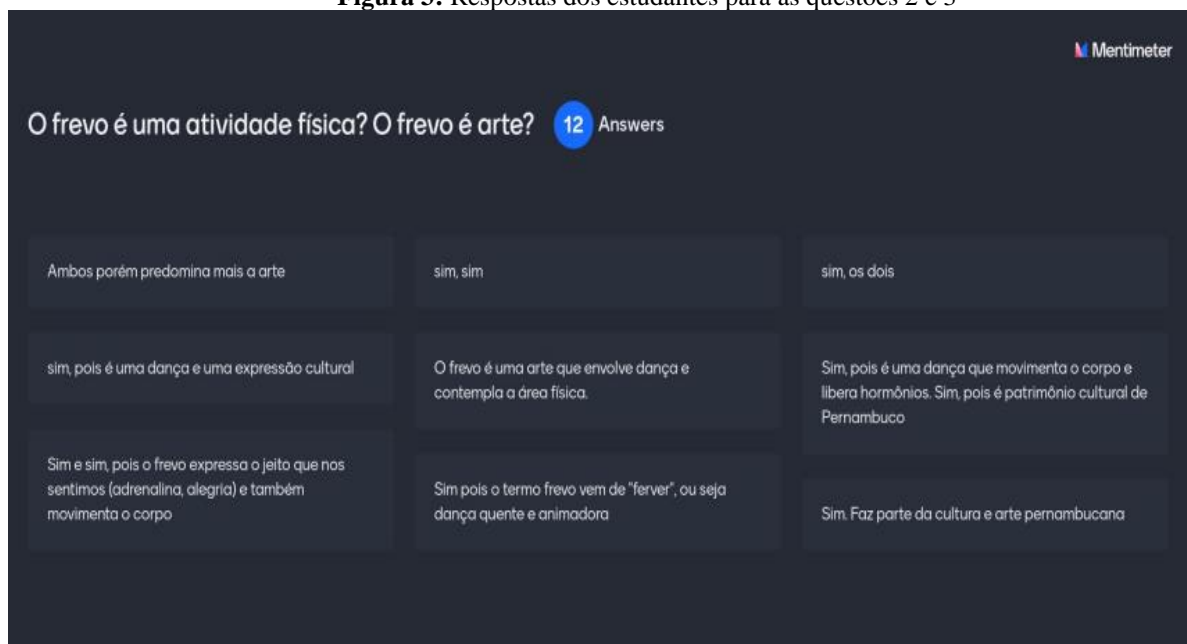 Figura 3: Respostas dos estudantes para as questões 2 e 3
Mentimeter
O frevo é uma atividade física? O frevo é arte?
12 Answers
Ambos porém predomina mais a arte
sim, sim
sim, os dois
sim, pois é uma dança e uma expressão cultural
O frevo é uma arte que envolve dança e
contempla a área física.
Sim, pois é uma dança que movimenta o corpo e
libera hormônios. Sim, pois é patrimônio cultural de
Pernambuco
Sim e sim, pois o frevo expressa o jeito que nos
sentimos (adrenalina, alegria) e também
movimenta o corpo
Sim pois o termo frevo vem de "ferver", ou seja
dança quente e animadora
Sim. Faz parte da cultura e arte pernambucana